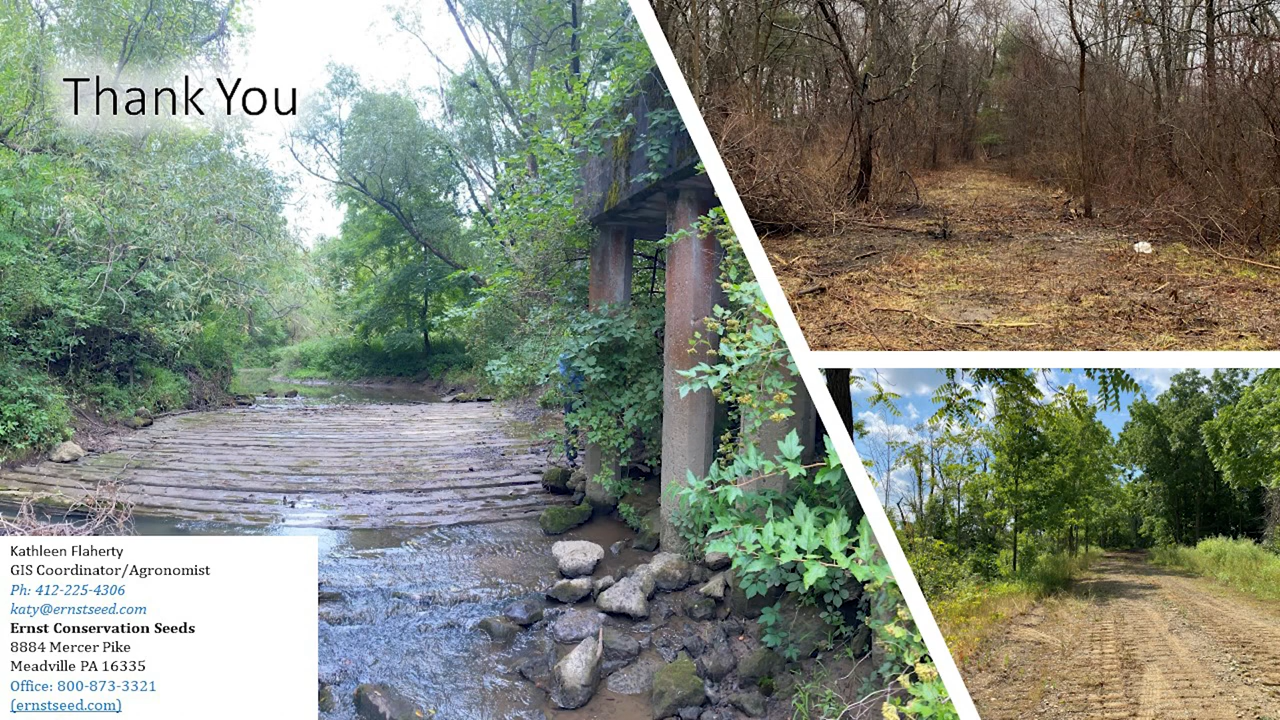 Thank You
Kathleen Flaherty
GIS Coordinator/Agronomist
Ph: 412-225-4306
katy@ernstseed.com
Ernst Conservation Seeds
8884 Mercer Pike
Meadville PA 16335
Office: 800-873-3321
(ernstseed.com)